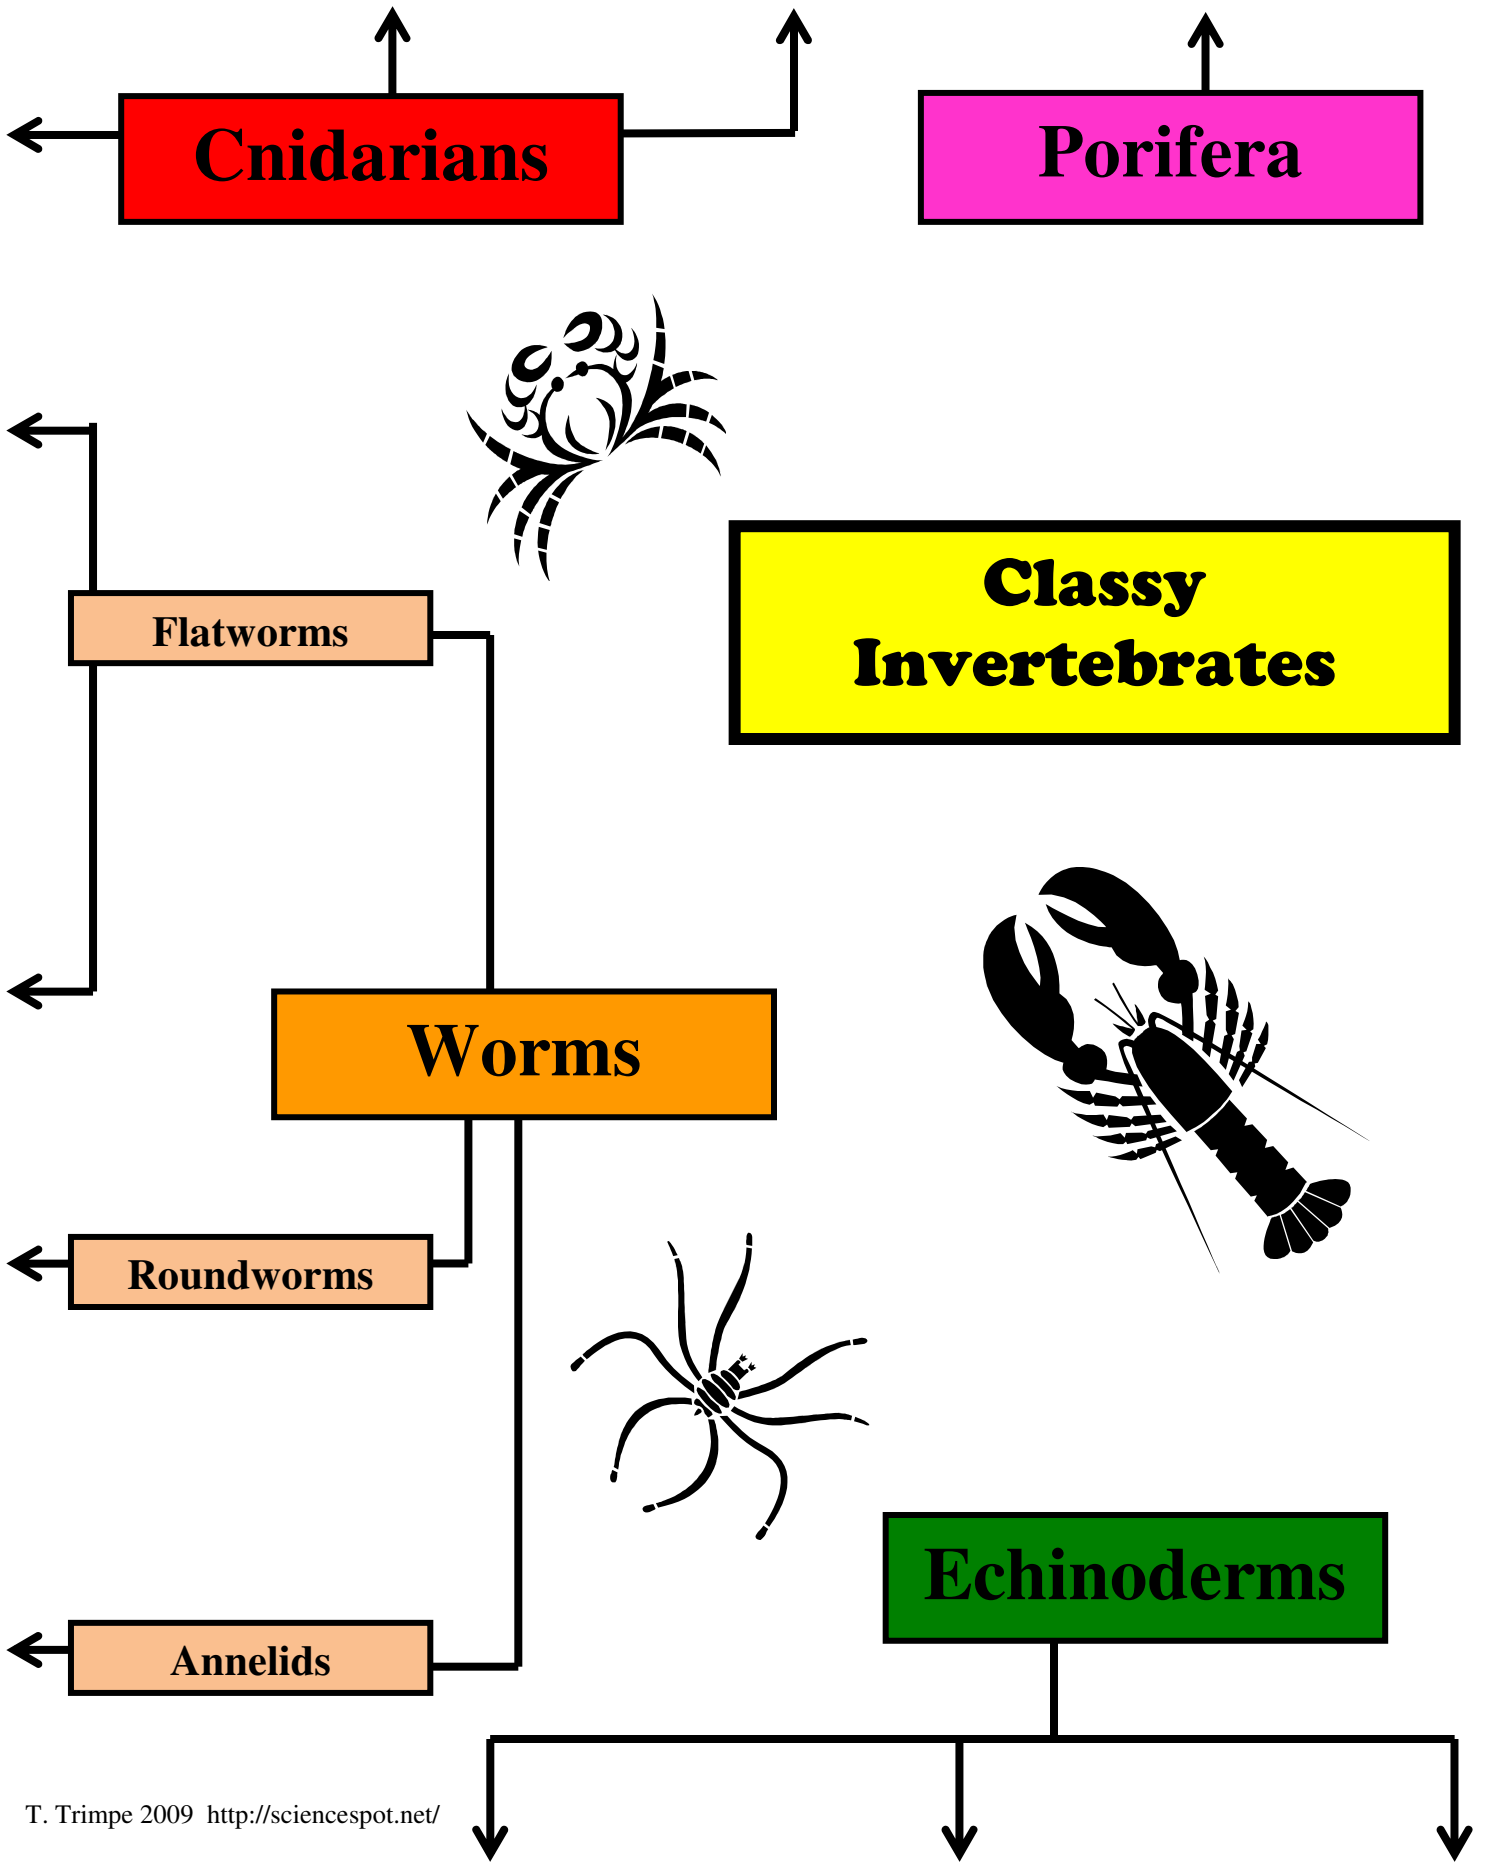 Cnidarians
Porifera
Classy
Invertebrates
Flatworms
Worms
Roundworms
Echinoderms
Annelids
T. Trimpe 2009  http://sciencespot.net/